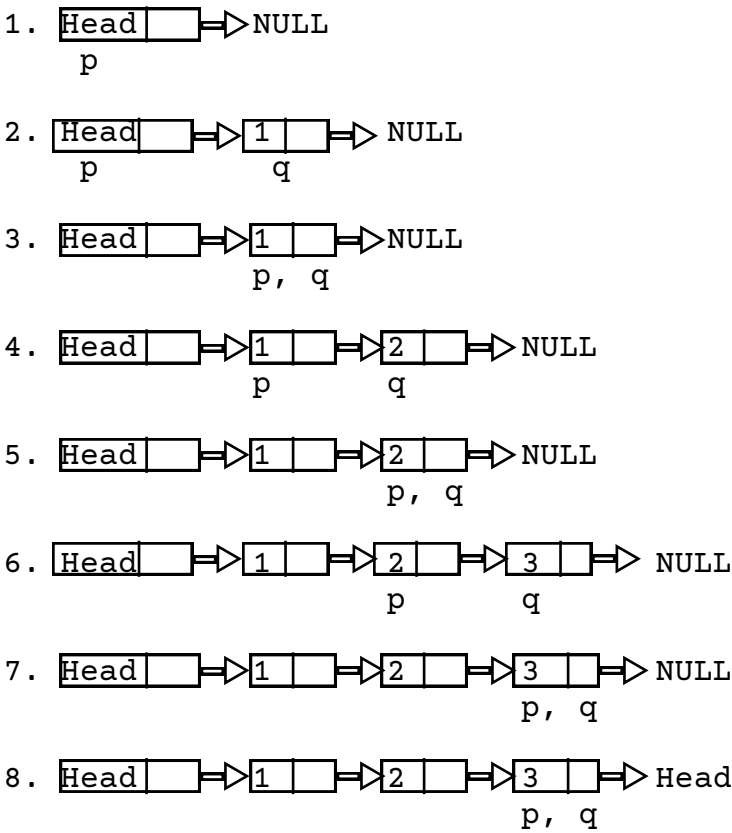 1. Head NULL
p
2. Head 1 NULL
p q
3. Head 1 NULL
p, q
4. Head 1 2 NULL
p q
5. Head 1 2 NULL
p, q
6. Head 1 2 3 NULL
p q
7. Head 1 2 3 NULL
p, q
8. Head 1 2 3 Head
p, q